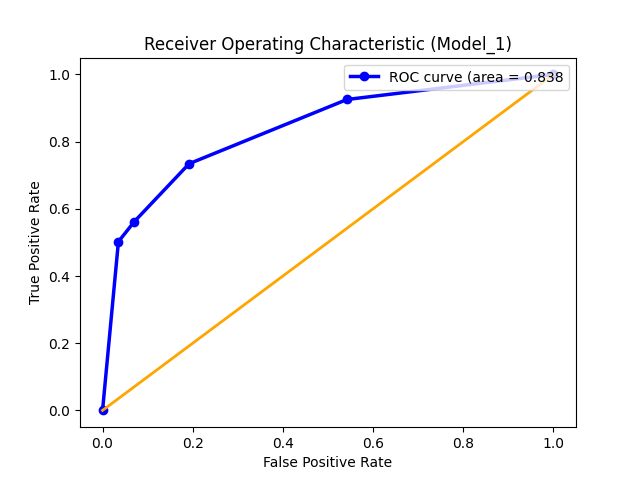 Receiver Operating Characteristic (Model_1)
ROC curve (area = 0.838
1.0
0.8
0.6
0.4
0.2
0.0
True Positive Rate
0.0 0.2 0.4 0.6 0.8 1.0
False Positive Rate